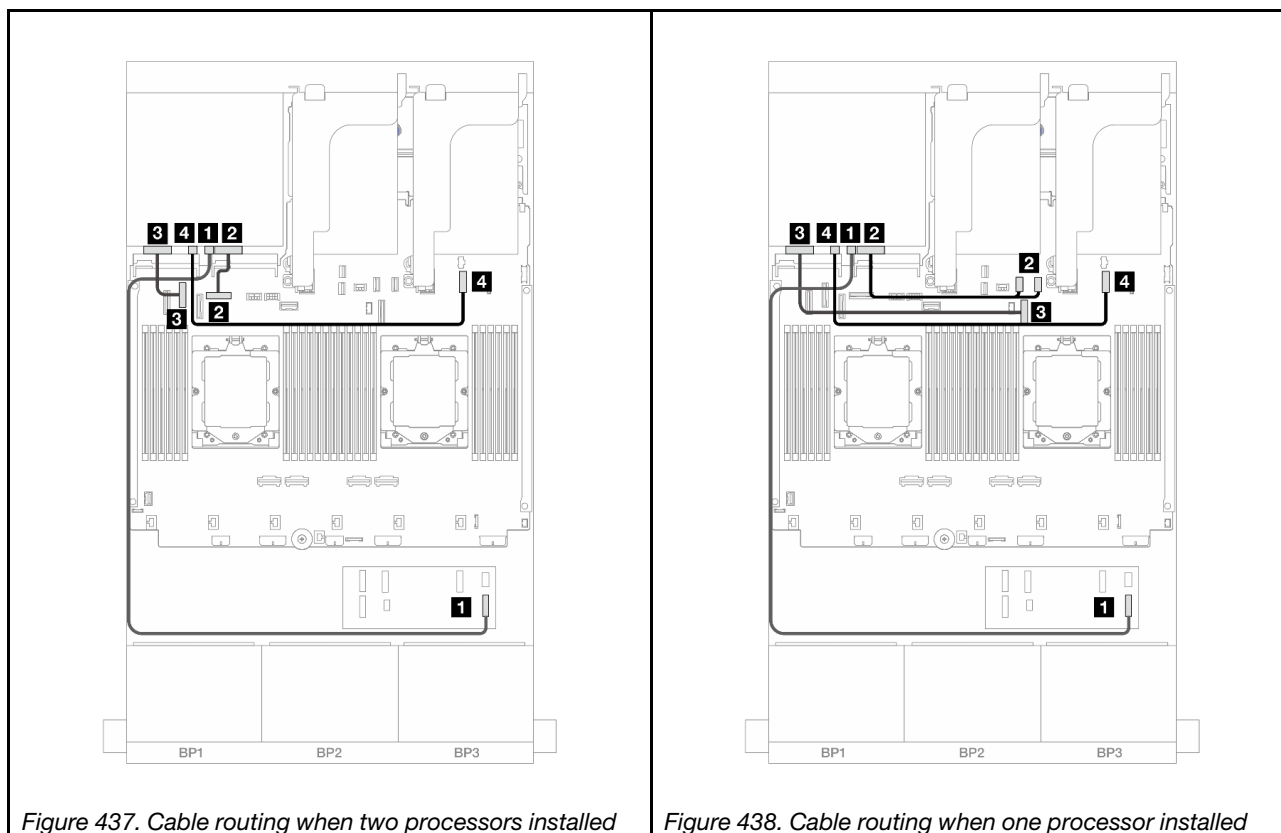 3 4 1 2
4
3 2
1
BP1 BP2 BP3
Figure 437. Cable routing when two processors installed
3 4 1 2
2
4
3
1
BP1 BP2 BP3
Figure 438. Cable routing when one processor installed